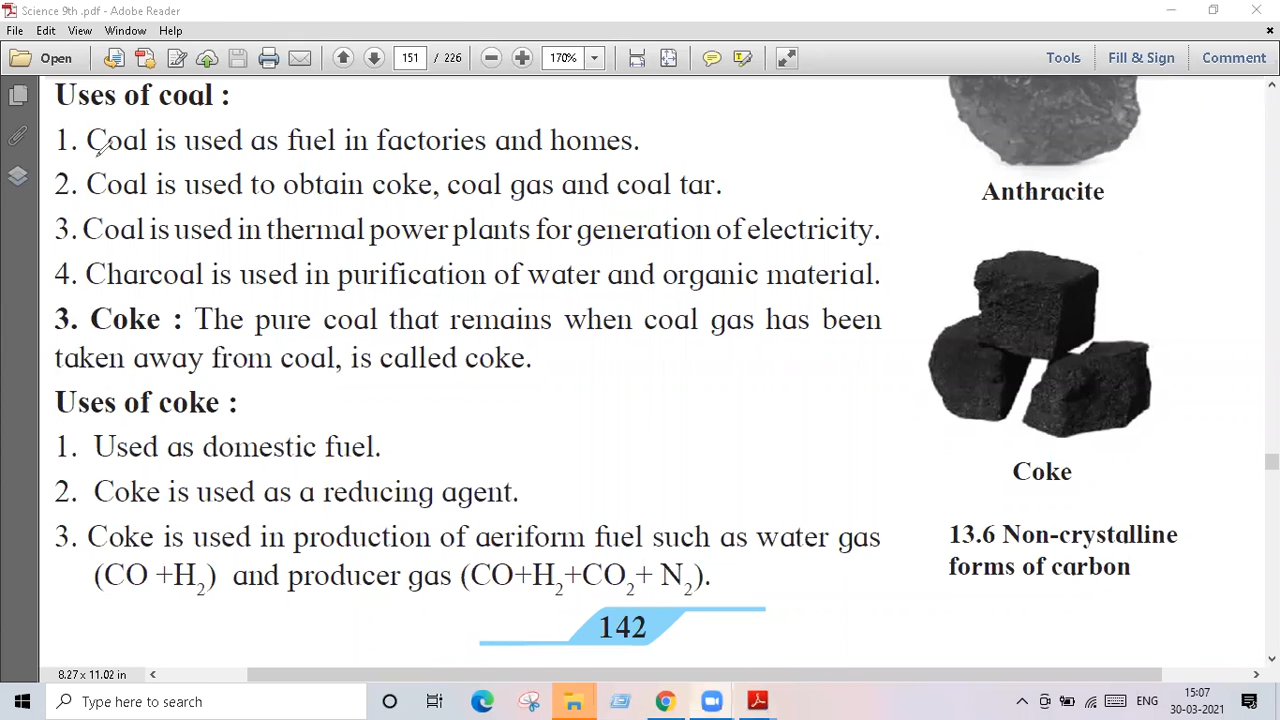 Science 9th .pdf - Adobe Reader
File Edit View Window Help
Open 151 / 226 170% Tools Fill & Sign Comment
Uses of coal :
1. Coal is used as fuel in factories and homes.
2. Coal is used to obtain coke, coal gas and coal tar.
3. Coal is used in thermal power plants for generation of electricity.
4. Charcoal is used in purification of water and organic material.
3. Coke : The pure coal that remains when coal gas has been
taken away from coal, is called coke.
Uses of coke :
1. Used as domestic fuel.
2. Coke is used as a reducing agent.
3. Coke is used in production of aeriform fuel such as water gas
(CO +H₂) and producer gas (CO+H₂+CO₂+ N₂).
142
Anthracite
Coke
13.6 Non-crystalline
forms of carbon
8.27 x 11.02 in
Type here to search
ENG
15:07
30-03-2021